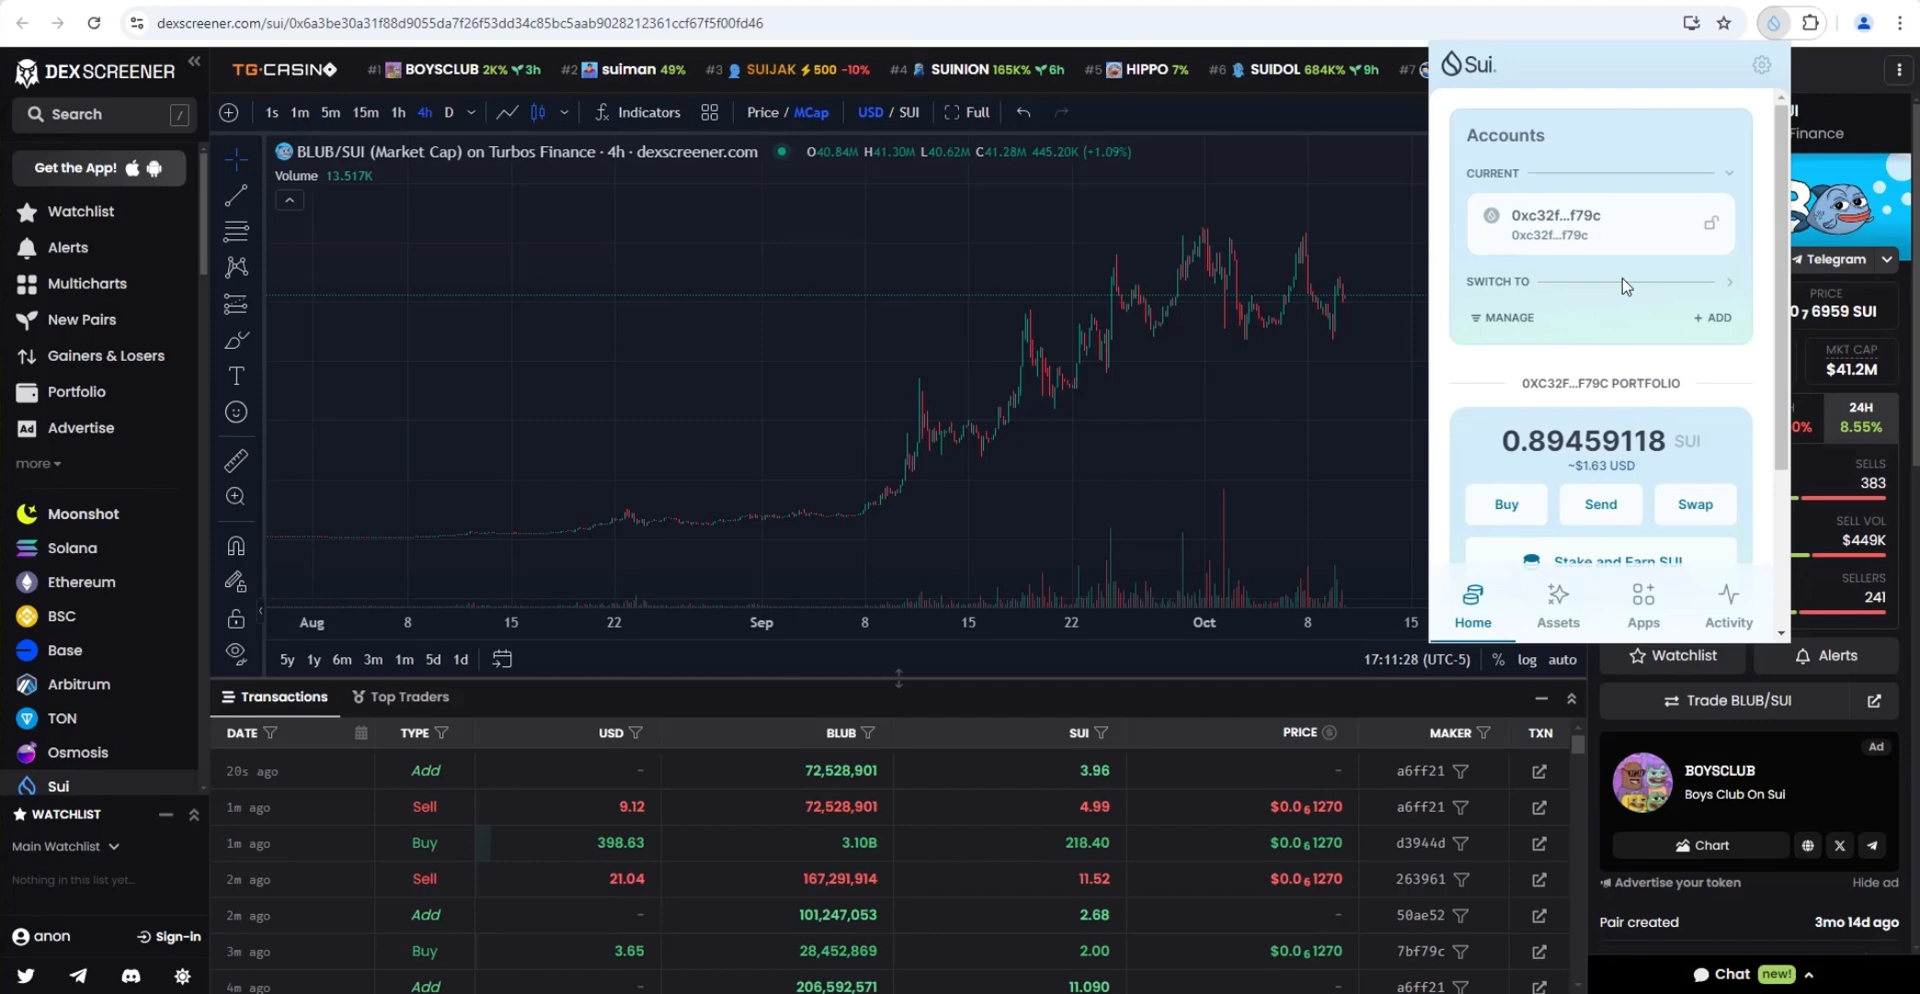 dexscreener.com/sui/0x6a3be30a31f88d9055da7f26f53dd34c85bc5aab9028212361ccf67f5f00fd46
DEX SCREENER
TG.CASINO
#1 BOYSCLUB 2K% 3h #2 suiman 49% #3 SUIJAK 500 -10% #4 SUINION 165K% 6h #5 HIPPO 7% #6 SUIDOL 684K% 9h #7
Search /
Get the App!
Watchlist
Alerts
Multicharts
New Pairs
Gainers & Losers
Portfolio
Ad Advertise
more
Moonshot
Solana
Ethereum
BSC
Base
Arbitrum
TON
Osmosis
Sui
WATCHLIST
Main Watchlist
Nothing in this list yet...
anon Sign-in
1s 1m 5m 15m 1h 4h D Indicators Price / MCap USD / SUI Full
BLUB/SUI (Market Cap) on Turbos Finance · 4h · dexscreener.com O40.84M H41.30M L40.62M C41.28M 445.20K (+1.09%)
Volume 13.517K
Aug 8 15 22 Sep 8 15 22 Oct 8 15
5y 1y 6m 3m 1m 5d 1d 17:11:28 (UTC-5) % log auto
Transactions Top Traders
DATE TYPE USD BLUB SUI PRICE MAKER TXN
20s ago Add - 72,528,901 3.96 - a6ff21
1m ago Sell 9.12 72,528,901 4.99 $0.0₆1270 a6ff21
1m ago Buy 398.63 3.10B 218.40 $0.0₆1270 d3944d
2m ago Sell 21.04 167,291,914 11.52 $0.0₆1270 263961
2m ago Add - 101,247,053 2.68 - 50ae52
3m ago Buy 3.65 28,452,869 2.00 $0.0₆1270 7bf79c
4m ago Add 206,592,571 11.090 a6ff21
Sui
Accounts
CURRENT
0xc32f...f79c
0xc32f...f79c
SWITCH TO
MANAGE + ADD
0XC32F...F79C PORTFOLIO
0.89459118 SUI
~$1.63 USD
Buy Send Swap
Stake and Earn SUI
Home Assets Apps Activity
Finance
Telegram
PRICE
0₇6959 SUI
MKT CAP
$41.2M
24H
0% 8.55%
SELLS
383
SELL VOL
$449K
SELLERS
241
Watchlist Alerts
Trade BLUB/SUI
Ad
BOYSCLUB
Boys Club On Sui
Chart
Advertise your token Hide ad
Pair created 3mo 14d ago
Chat new!